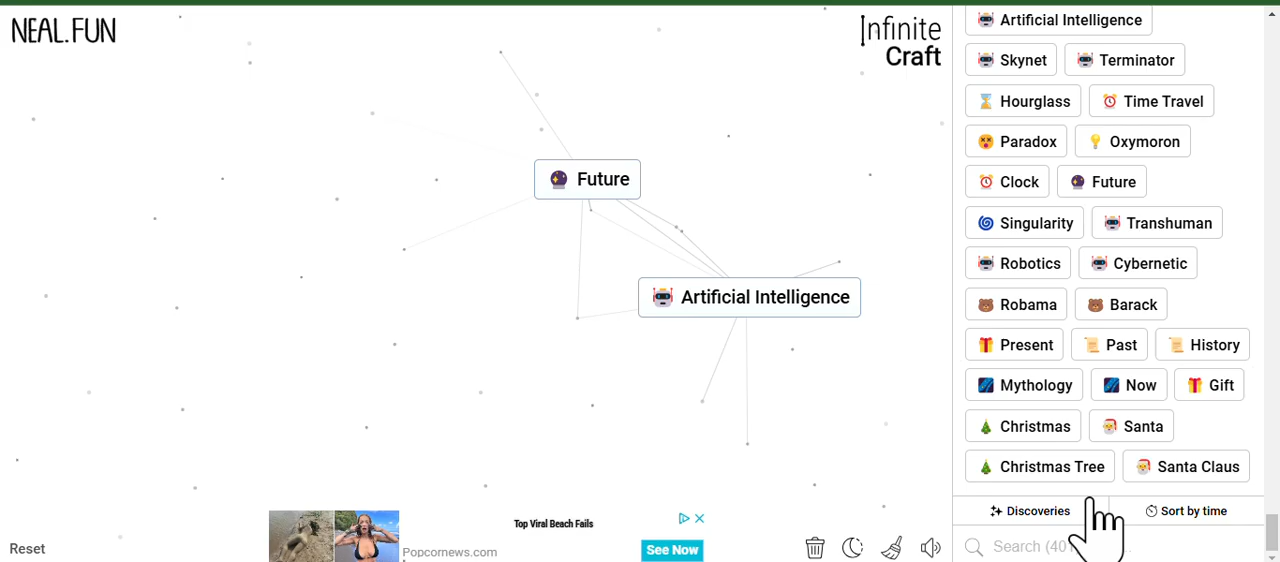 NEAL.FUN
Infinite
Craft
Future
Artificial Intelligence
Artificial Intelligence
Skynet
Terminator
Hourglass
Time Travel
Paradox
Oxymoron
Clock
Future
Singularity
Transhuman
Robotics
Cybernetic
Robama
Barack
Present
Past
History
Mythology
Now
Gift
Christmas
Santa
Christmas Tree
Santa Claus
Discoveries
Sort by time
Search
Top Viral Beach Fails
Popcornews.com
See Now
Reset